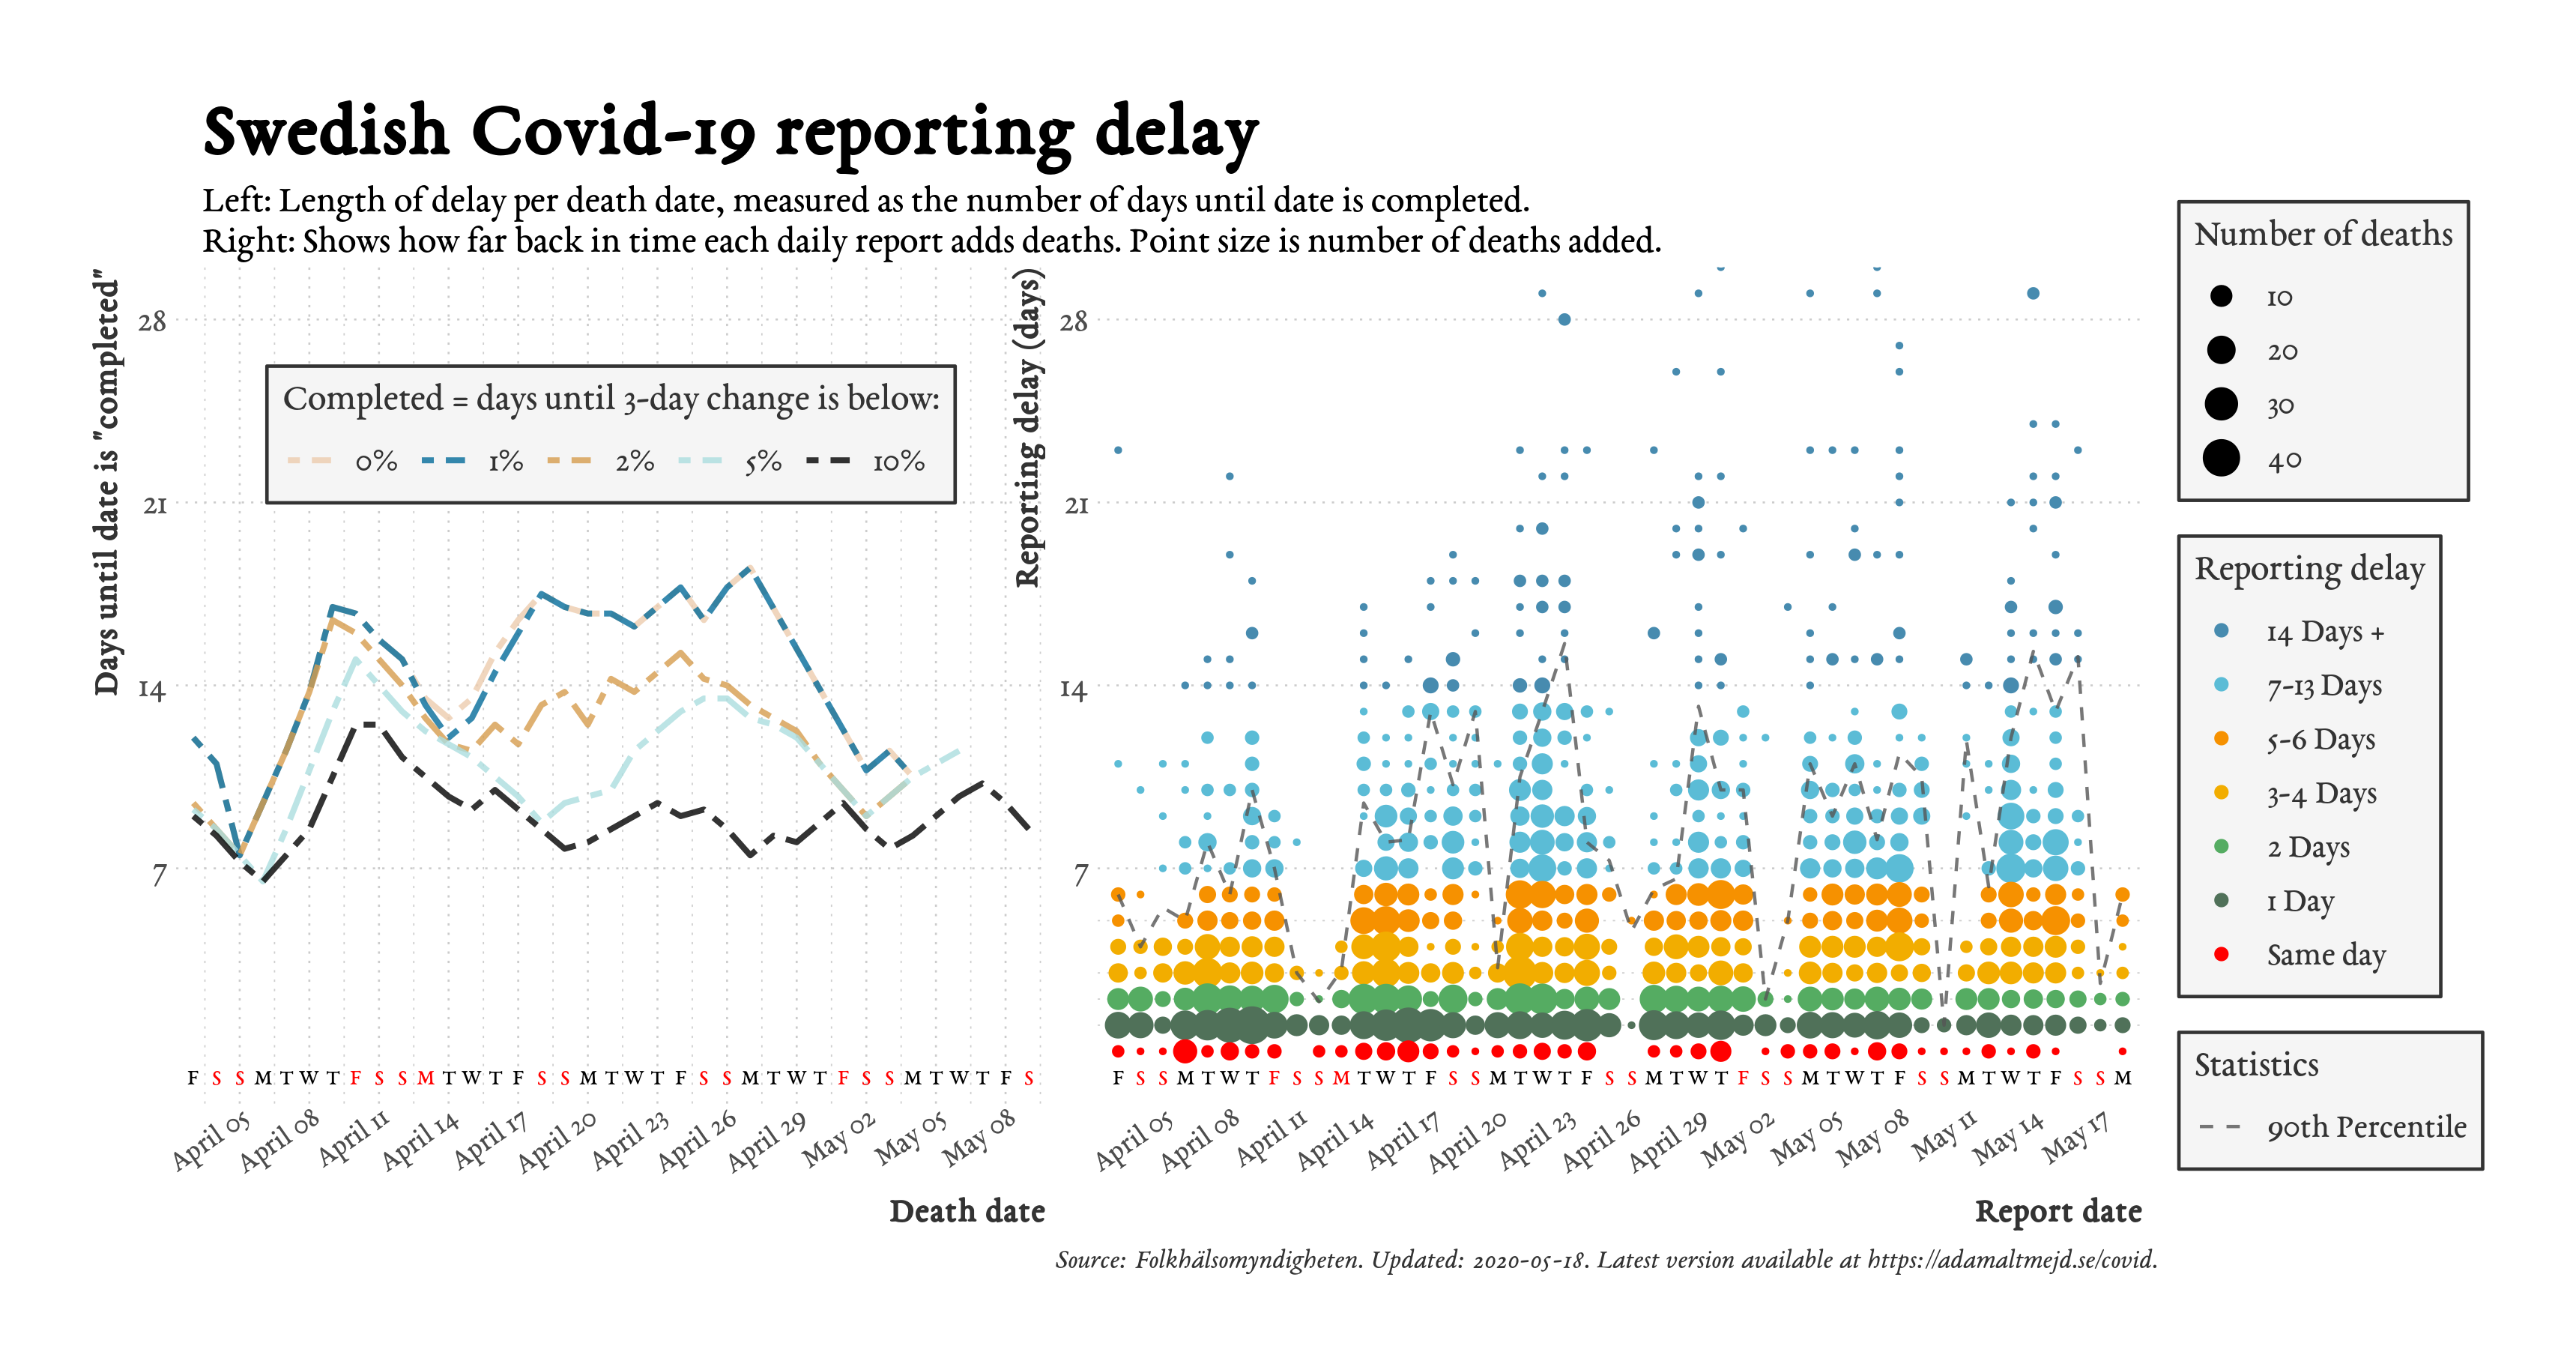 Swedish Covid-19 reporting delay
Left: Length of delay per death date, measured as the number of days until date is completed.
Right: Shows how far back in time each daily report adds deaths. Point size is number of deaths added.
Days until date is "completed"
28
21
14
7
Completed = days until 3-day change is below:
0% 1% 2% 5% 10%
F S S M T W T F S S M T W T F S S M T W T F S S M T W T F S S M T W T F S
April 05 April 08 April 11 April 14 April 17 April 20 April 23 April 26 April 29 May 02 May 05 May 08
Death date
Reporting delay (days)
28
21
14
7
F S S M T W T F S S M T W T F S S M T W T F S S M T W T F S S M T W T F S S M T W T F S S M
April 05 April 08 April 11 April 14 April 17 April 20 April 23 April 26 April 29 May 02 May 05 May 08 May 11 May 14 May 17
Report date
Number of deaths
10
20
30
40
Reporting delay
14 Days +
7-13 Days
5-6 Days
3-4 Days
2 Days
1 Day
Same day
Statistics
90th Percentile
Source: Folkhälsomyndigheten. Updated: 2020-05-18. Latest version available at https://adamaltmejd.se/covid.